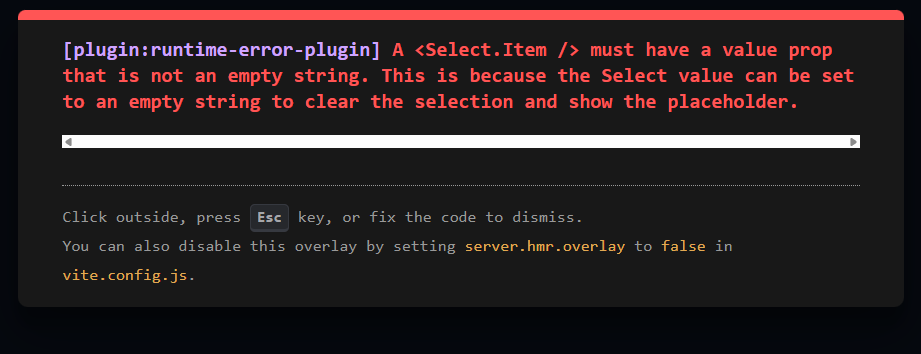 [plugin:runtime-error-plugin] A <Select.Item /> must have a value prop
that is not an empty string. This is because the Select value can be set
to an empty string to clear the selection and show the placeholder.
Click outside, press Esc key, or fix the code to dismiss.
You can also disable this overlay by setting server.hmr.overlay to false in
vite.config.js.